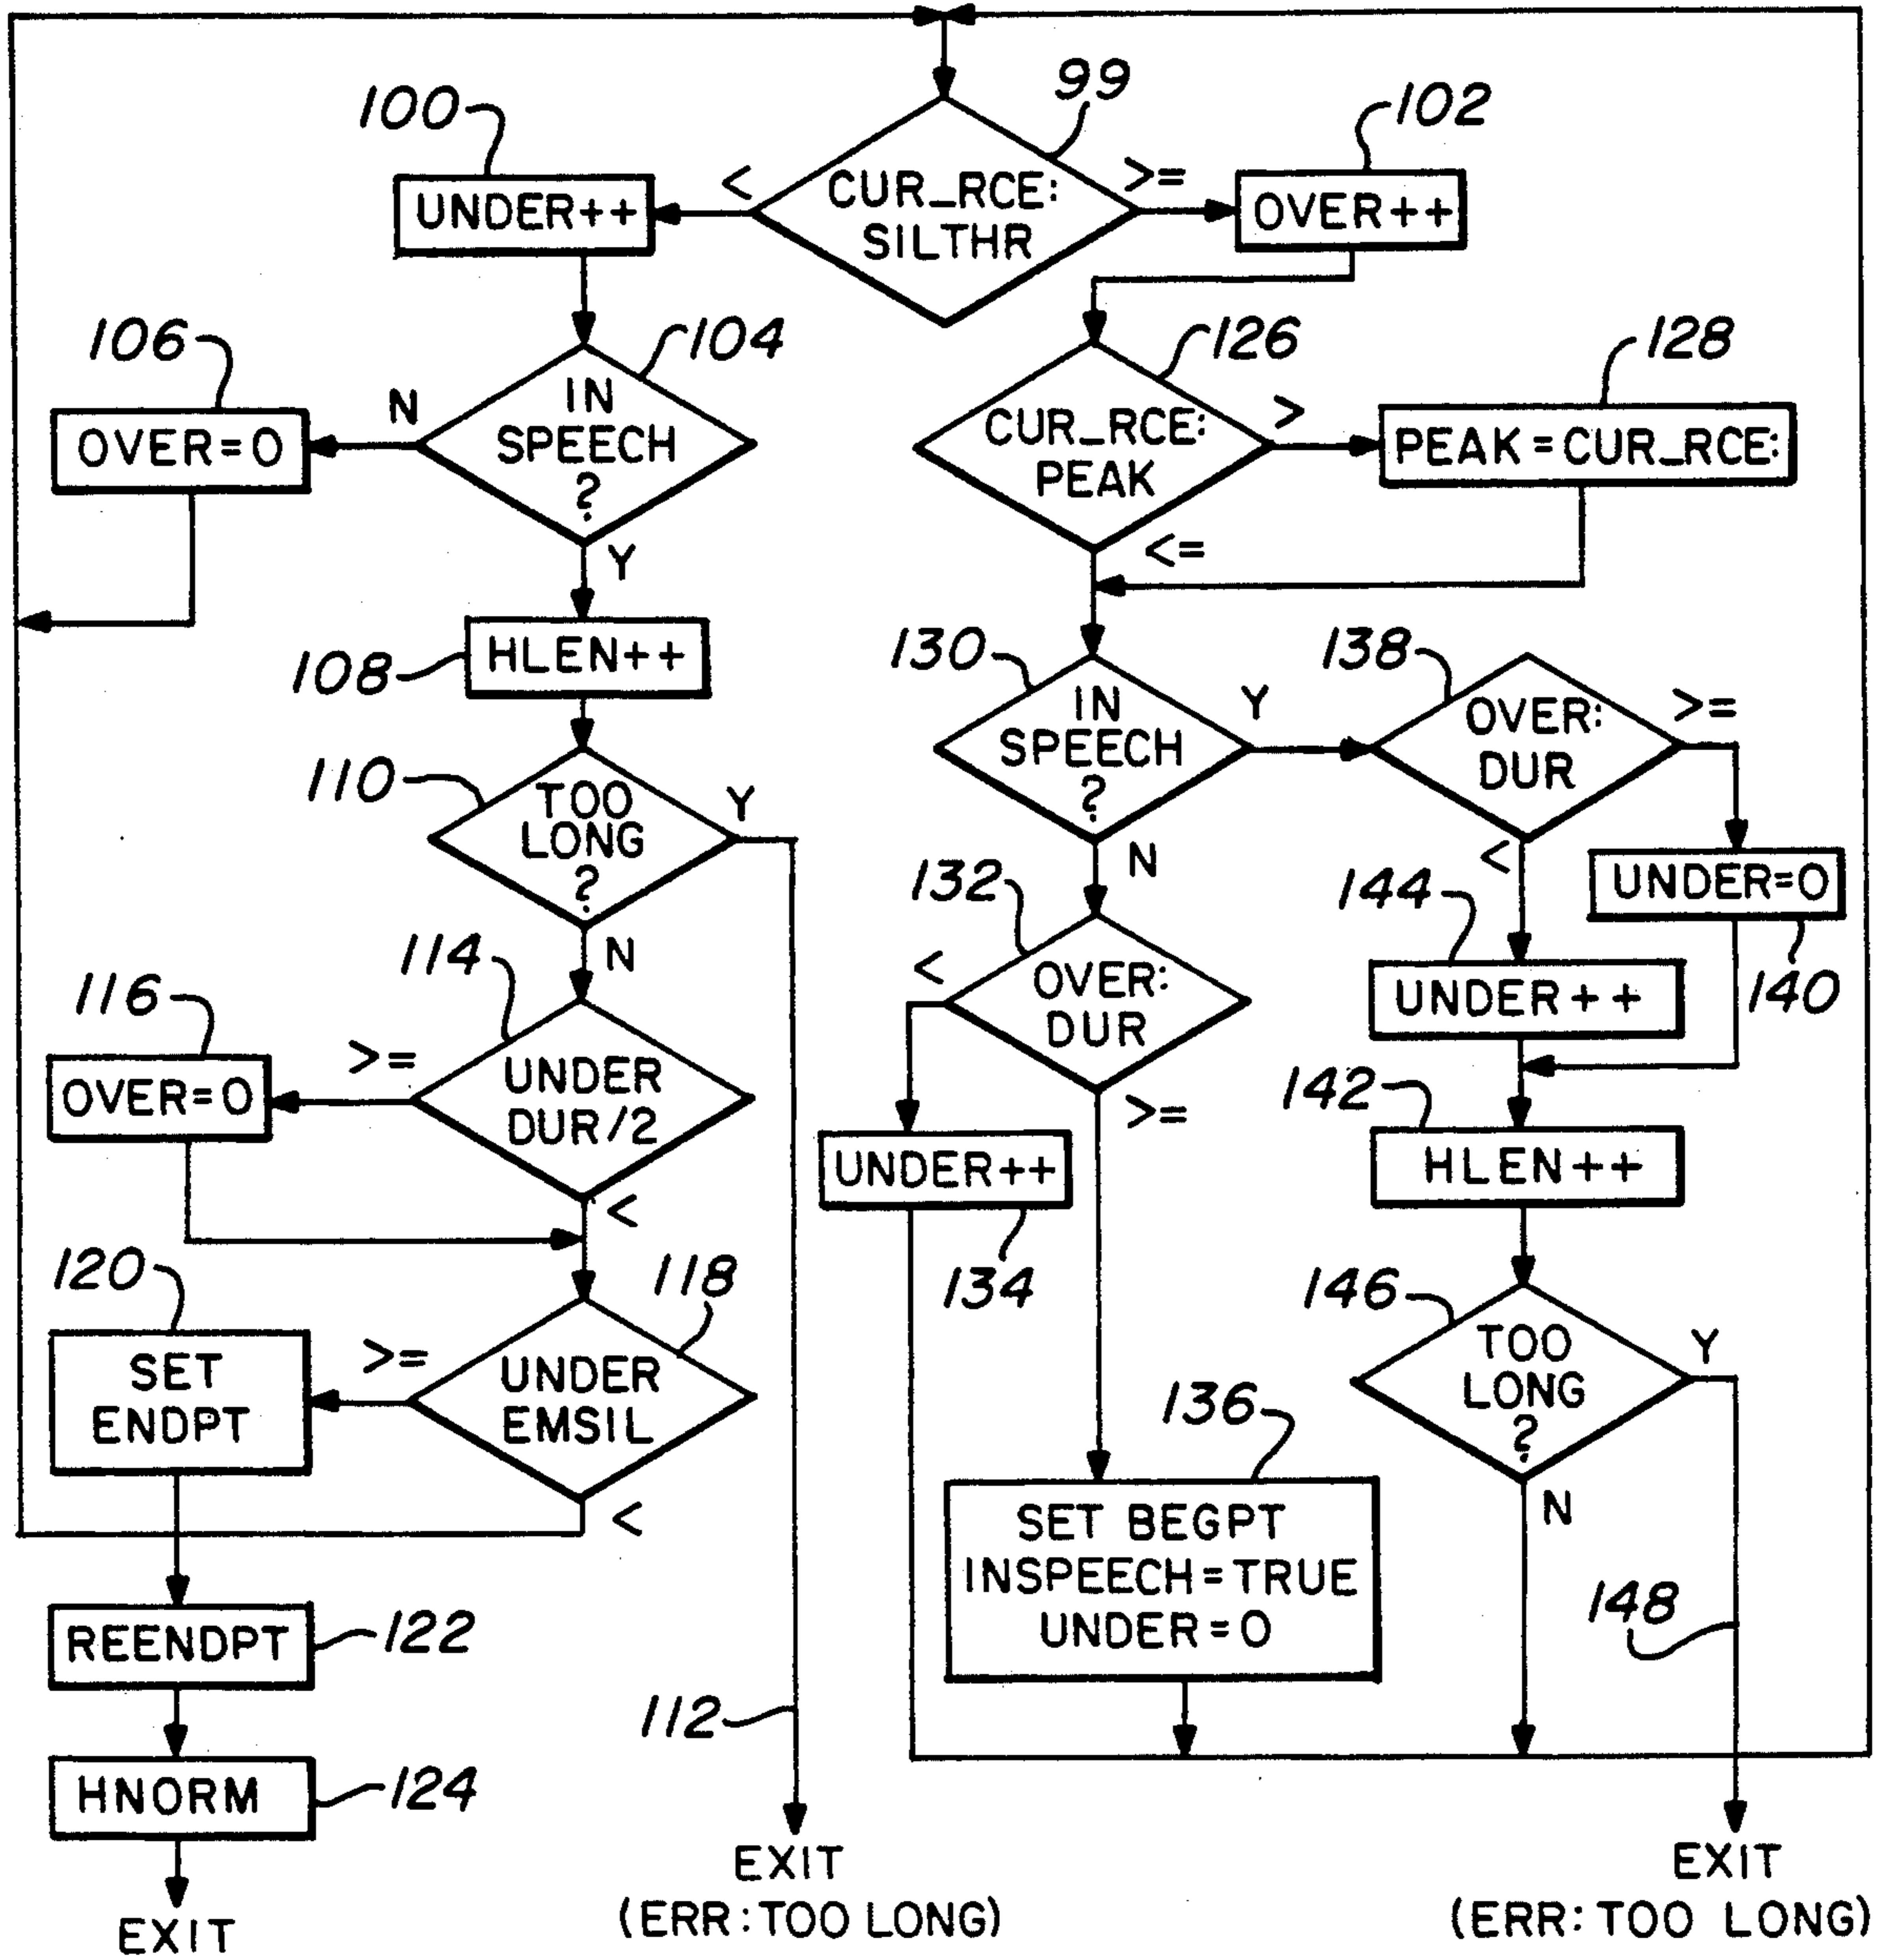 99
100
102
<
CUR_RCE:
SILTHR
>=
UNDER++
OVER++
106
104
126
128
N
IN
SPEECH
?
OVER=0
Y
CUR_RCE:
PEAK
>
PEAK=CUR_RCE:
<=
108
HLEN++
130
IN
SPEECH
?
Y
138
OVER:
DUR
>=
110
TOO
LONG
?
Y
N
N
<
UNDER=0
140
132
<
OVER:
DUR
>=
144
UNDER++
114
116
>=
UNDER
DUR/2
OVER=0
<
142
HLEN++
UNDER++
134
120
118
SET
ENDPT
>=
UNDER
EMSIL
<
146
TOO
LONG
?
Y
N
136
SET BEGPT
INSPEECH=TRUE
UNDER=0
148
REENDPT
122
112
HNORM
124
EXIT
EXIT
(ERR:TOO LONG)
EXIT
(ERR: TOO LONG)